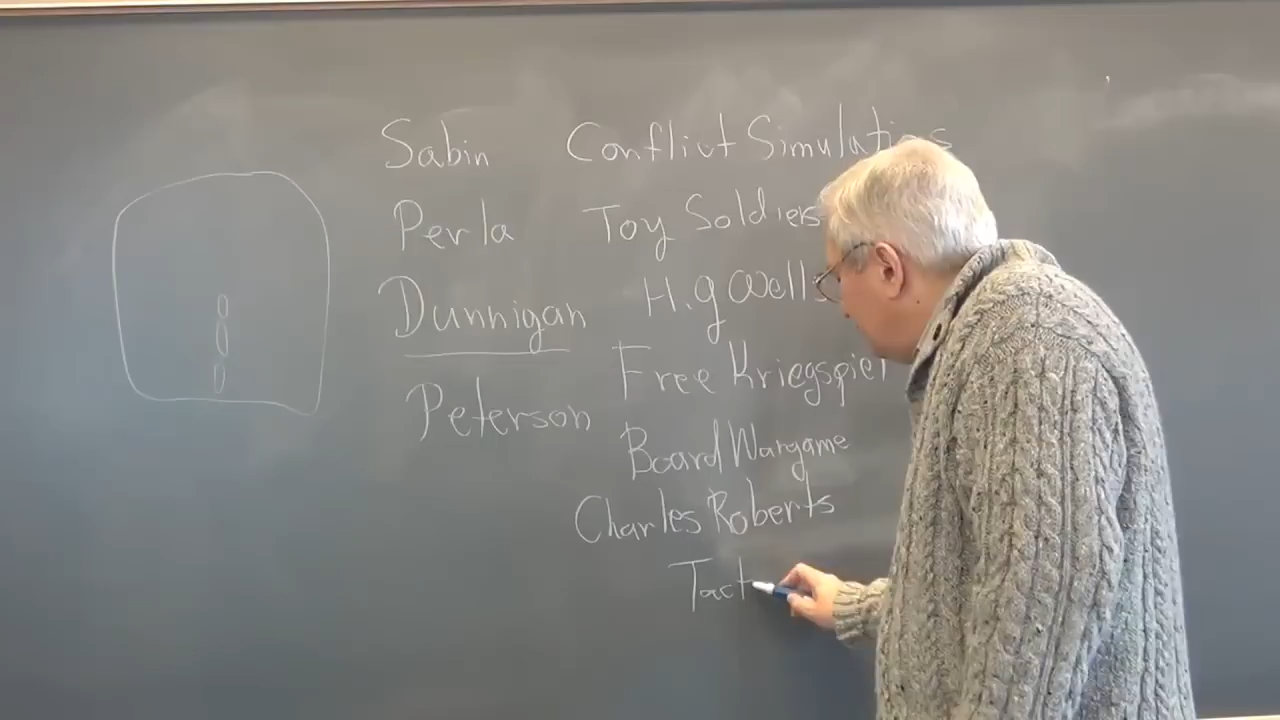 Sabin
Perla
Dunnigan
Peterson
Conflict Simulations
Toy Soldiers
H. g Wells
Free Kriegspiel
Board Wargame
Charles Roberts
Tact